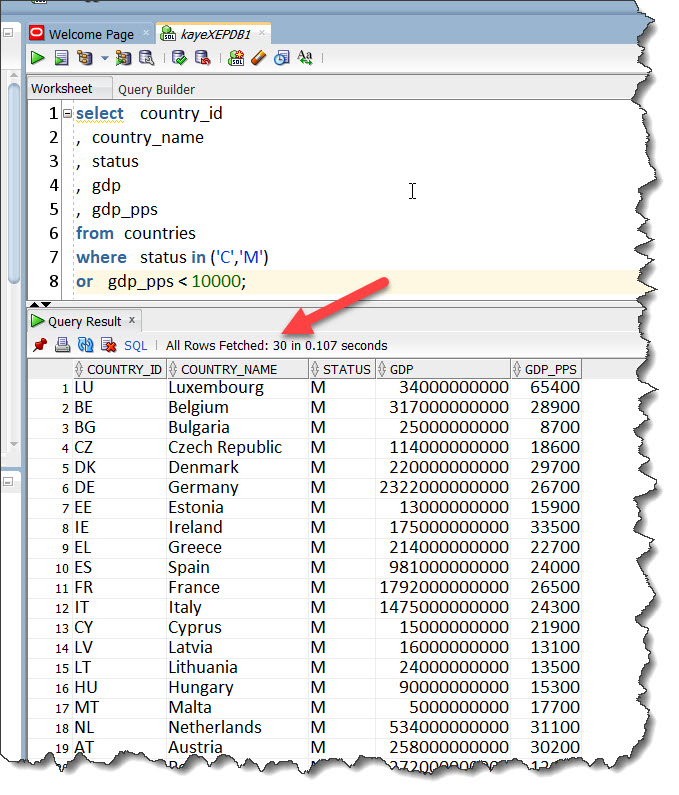 Welcome Page × kayeXEPDB1 ×
Worksheet Query Builder
1 select country_id
2 , country_name
3 , status
4 , gdp
5 , gdp_pps
6 from countries
7 where status in ('C','M')
8 or gdp_pps < 10000;
Query Result ×
SQL | All Rows Fetched: 30 in 0.107 seconds
COUNTRY_ID COUNTRY_NAME STATUS GDP GDP_PPS
1 LU Luxembourg M 34000000000 65400
2 BE Belgium M 317000000000 28900
3 BG Bulgaria M 25000000000 8700
4 CZ Czech Republic M 114000000000 18600
5 DK Denmark M 220000000000 29700
6 DE Germany M 2322000000000 26700
7 EE Estonia M 13000000000 15900
8 IE Ireland M 175000000000 33500
9 EL Greece M 214000000000 22700
10 ES Spain M 981000000000 24000
11 FR France M 1792000000000 26500
12 IT Italy M 1475000000000 24300
13 CY Cyprus M 15000000000 21900
14 LV Latvia M 16000000000 13100
15 LT Lithuania M 24000000000 13500
16 HU Hungary M 90000000000 15300
17 MT Malta M 5000000000 17700
18 NL Netherlands M 534000000000 31100
19 AT Austria M 258000000000 30200